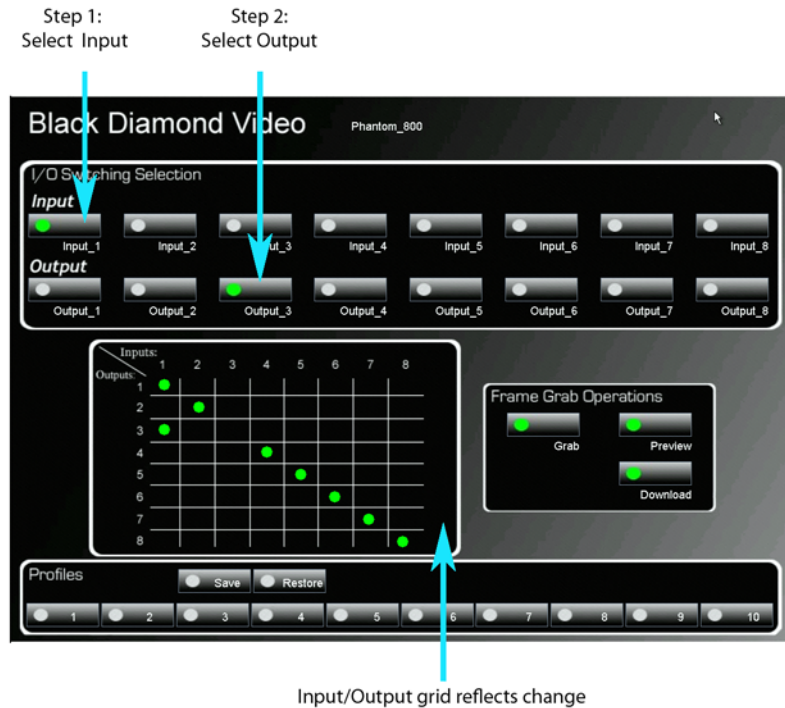 Step 1:
Select Input
Step 2:
Select Output
Black Diamond Video
Phantom_800
I/O Switching Selection
Input
Input_1 Input_2 Input_3 Input_4 Input_5 Input_6 Input_7 Input_8
Output
Output_1 Output_2 Output_3 Output_4 Output_5 Output_6 Output_7 Output_8
Inputs:
1 2 3 4 5 6 7 8
Outputs:
1
2
3
4
5
6
7
8
Frame Grab Operations
Grab Preview
Download
Profiles
Save Restore
1 2 3 4 5 6 7 8 9 10
Input/Output grid reflects change